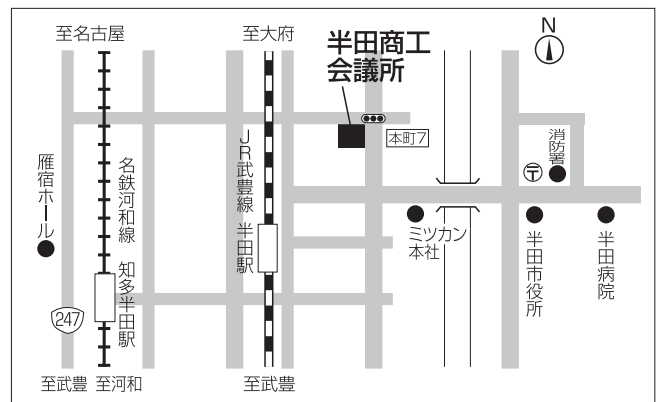 至名古屋
至大府
半田商工
会議所
N
本町7
消防署
雁宿ホール
名鉄河和線
JR武豊線
半田駅
ミツカン
本社
半田市役所
半田病院
知多半田駅
247
至武豊
至河和
至武豊